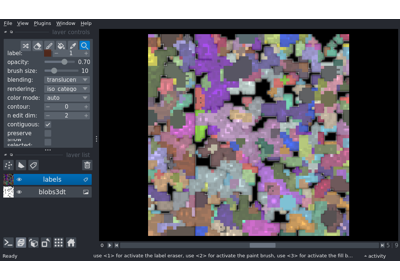 File View Plugins Window Help
layer controls
label: 1
opacity: 0.70
brush size: 10
blending: translucen
rendering: iso_catego
color mode: auto
contour: 0
n edit dim: 2
contiguous:
preserve
show
selected:
layer list
labels
blobs3dt
Ready
use <1> for activate the label eraser, use <2> for activate the paint brush, use <3> for activate the fill b...
activity